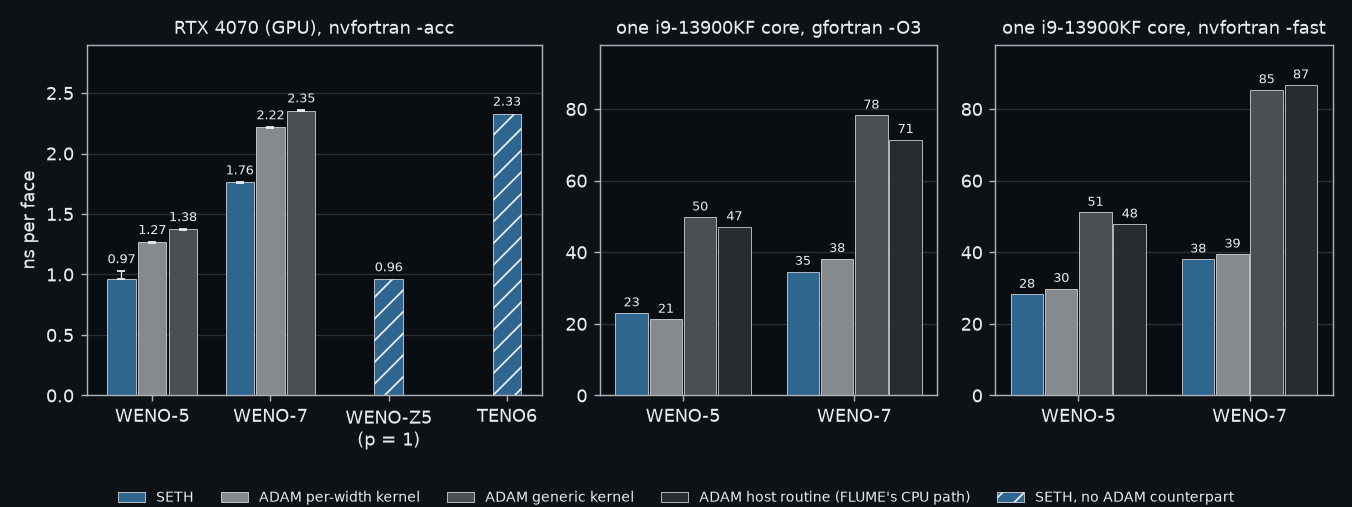 RTX 4070 (GPU), nvfortran -acc
ns per face
2.5
2.0
1.5
1.0
0.5
0.0
0.97
1.27
1.38
1.76
2.22
2.35
0.96
2.33
WENO-5
WENO-7
WENO-Z5
(p = 1)
TENO6
one i9-13900KF core, gfortran -O3
80
60
40
20
0
23
21
50
47
35
38
78
71
WENO-5
WENO-7
one i9-13900KF core, nvfortran -fast
80
60
40
20
0
28
30
51
48
38
39
85
87
WENO-5
WENO-7
SETH
ADAM per-width kernel
ADAM generic kernel
ADAM host routine (FLUME's CPU path)
SETH, no ADAM counterpart